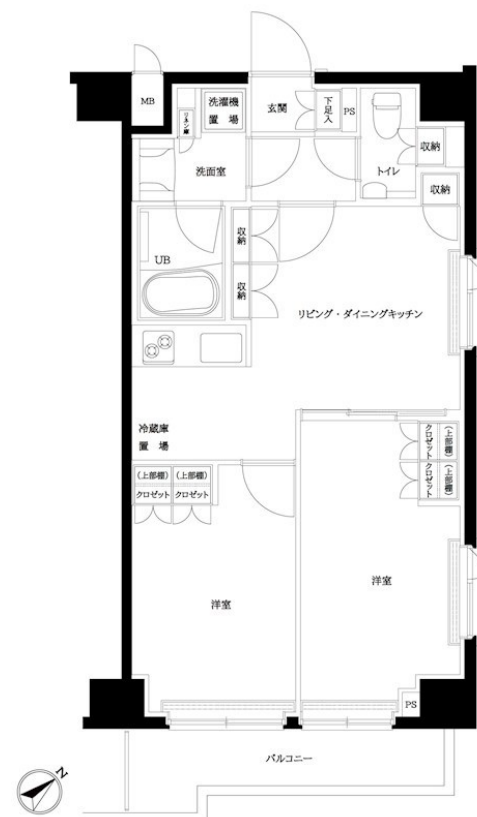 MB
リネン庫
洗濯機
置場
玄関
下足入
PS
トイレ
収納
収納
洗面室
UB
収納
収納
リビング・ダイニングキッチン
冷蔵庫
置場
(上部棚)
(上部棚)
クロゼット
クロゼット
クロゼット
(上部棚)
クロゼット
(上部棚)
洋室
洋室
PS
バルコニー
N